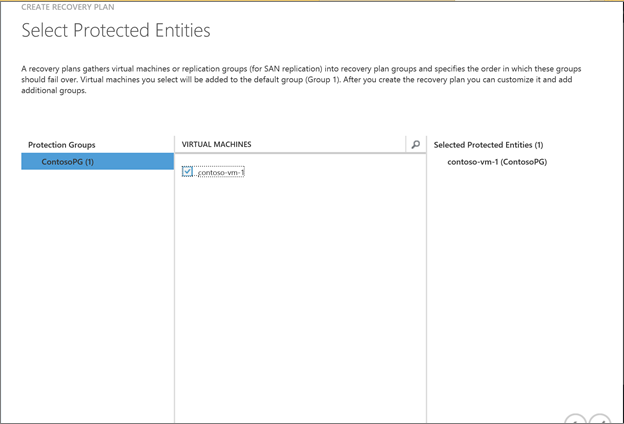 CREATE RECOVERY PLAN
Select Protected Entities
A recovery plans gathers virtual machines or replication groups (for SAN replication) into recovery plan groups and specifies the order in which these groups
should fail over. Virtual machines you select will be added to the default group (Group 1). After you create the recovery plan you can customize it and add
additional groups.
Protection Groups
VIRTUAL MACHINES
Selected Protected Entities (1)
ContosoPG (1)
contoso-vm-1
contoso-vm-1 (ContosoPG)